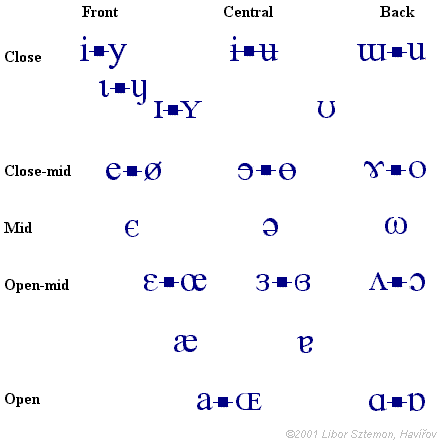 Front Central Back
Close i y ɨ ʉ ɯ u
ɩ y
ɪ ʏ ʊ
Close-mid e ø ɘ ɵ ɤ o
Mid ϵ ə ω
Open-mid ɛ œ ɜ ɞ ʌ ɔ
æ ɐ
Open a ɶ ɑ ɒ
©2001 Libor Sztemon, Havířov